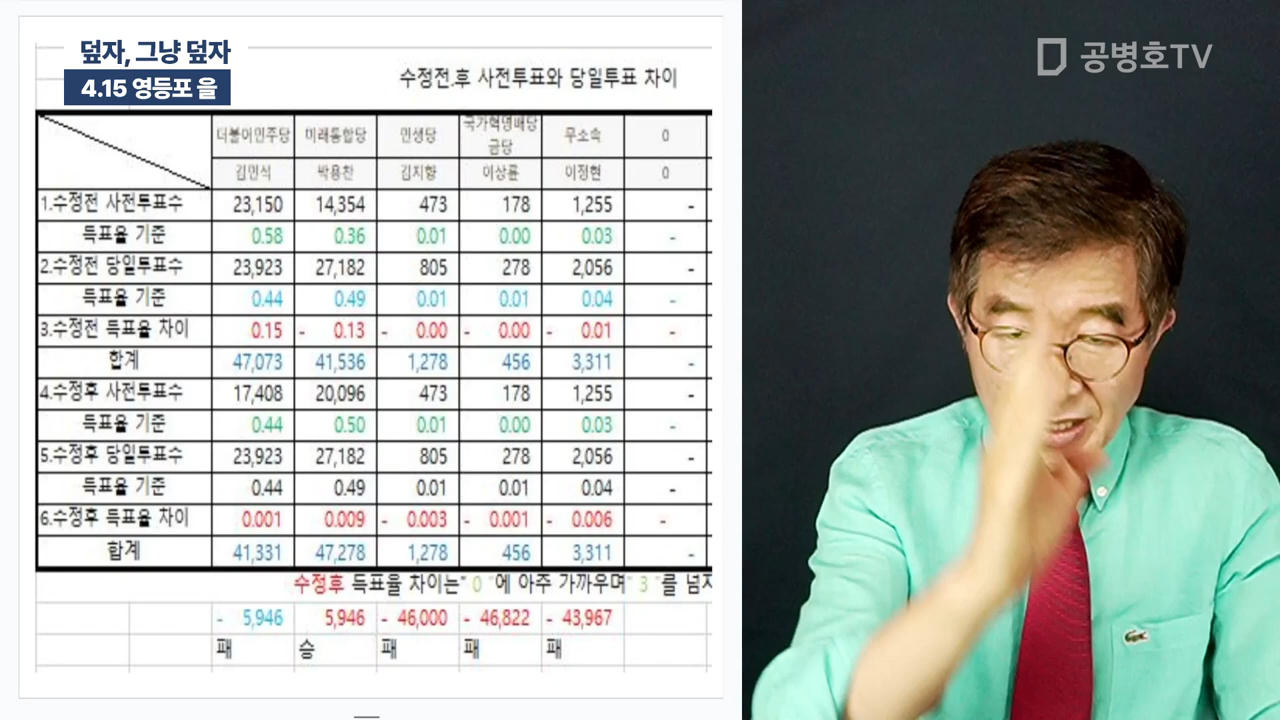 덮자, 그냥 덮자
4.15 영등포 을
공병호TV
수정전.후 사전투표와 당일투표 차이
더불어민주당 미래통합당 민생당 국가혁명배당금당 무소속 0
김민석 박용찬 김지향 이상륜 이정현 0
1.수정전 사전투표수 23,150 14,354 473 178 1,255 -
득표율 기준 0.58 0.36 0.01 0.00 0.03 -
2.수정전 당일투표수 23,923 27,182 805 278 2,056 -
득표율 기준 0.44 0.49 0.01 0.01 0.04 -
3.수정전 득표율 차이 0.15 - 0.13 - 0.00 - 0.00 - 0.01 -
합계 47,073 41,536 1,278 456 3,311 -
4.수정후 사전투표수 17,408 20,096 473 178 1,255 -
득표율 기준 0.44 0.50 0.01 0.00 0.03 -
5.수정후 당일투표수 23,923 27,182 805 278 2,056 -
득표율 기준 0.44 0.49 0.01 0.01 0.04 -
6.수정후 득표율 차이 0.001 0.009 - 0.003 - 0.001 - 0.006 -
합계 41,331 47,278 1,278 456 3,311 -
수정후 득표율 차이는" 0 "에 아주 가까우며" 3 "를 넘지
- 5,946 5,946 - 46,000 - 46,822 - 43,967
패 승 패 패 패